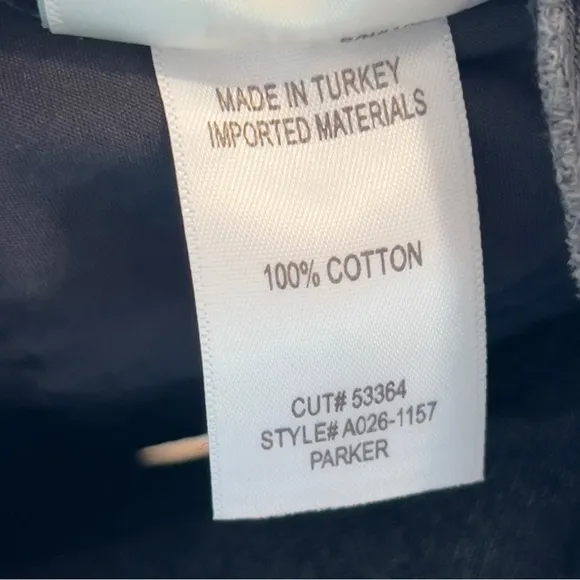 MADE IN TURKEY
IMPORTED MATERIALS
100% COTTON
CUT# 53364
STYLE# A026-1157
PARKER